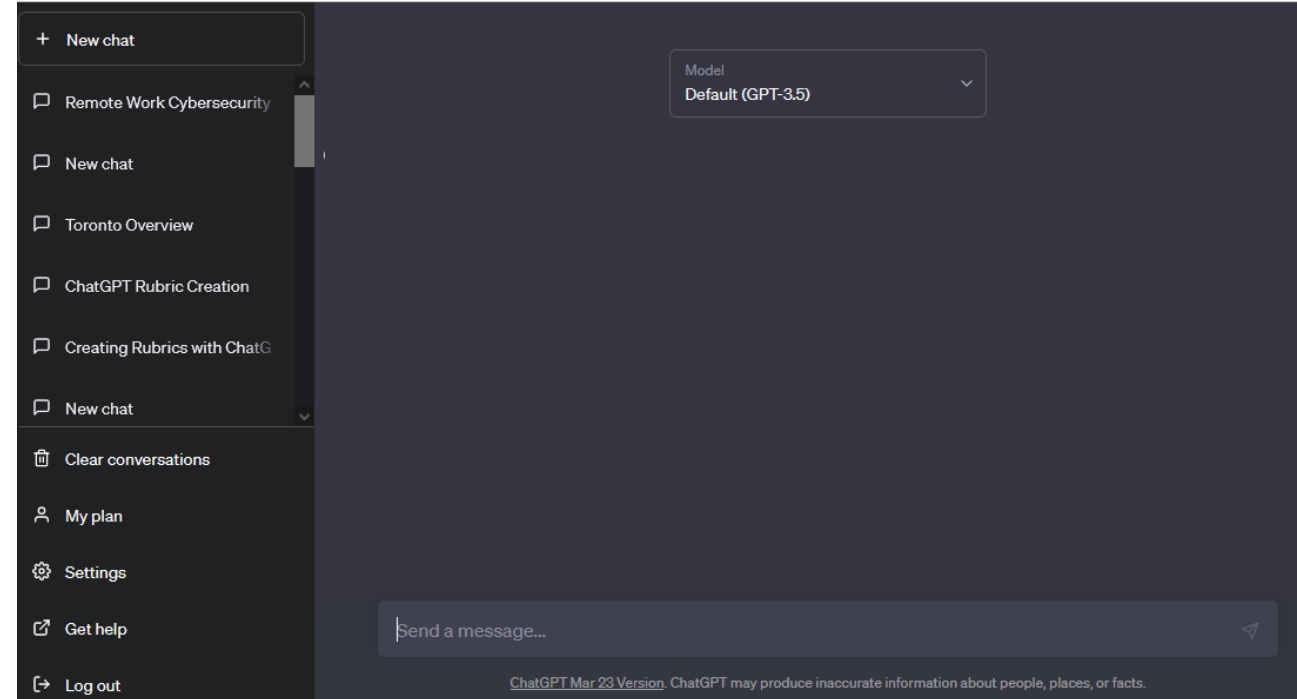 New chat
Remote Work Cybersecurity
New chat
Toronto Overview
ChatGPT Rubric Creation
Creating Rubrics with ChatG
New chat
Clear conversations
My plan
Settings
Get help
Log out
Model
Default (GPT-3.5)
Send a message...
ChatGPT Mar 23 Version. ChatGPT may produce inaccurate information about people, places, or facts.